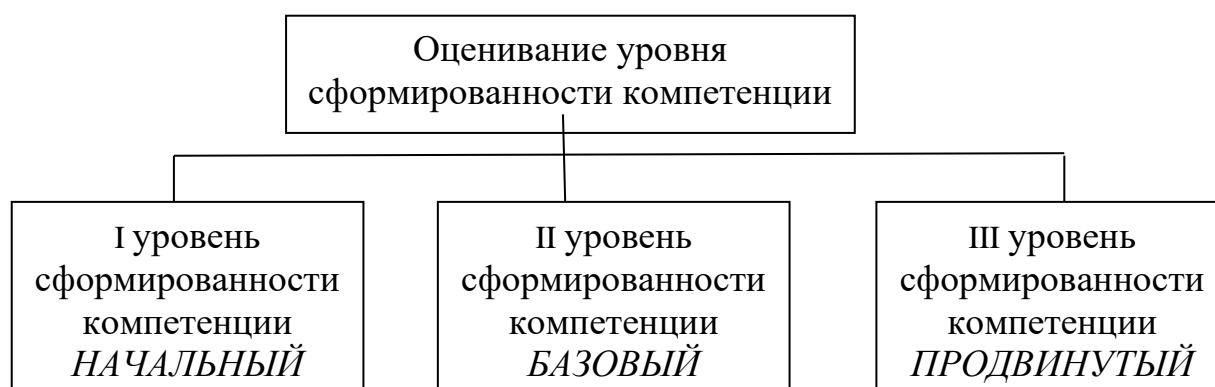 Оценивание уровня
сформированности компетенции
I уровень
сформированности
компетенции
НАЧАЛЬНЫЙ
II уровень
сформированности
компетенции
БАЗОВЫЙ
III уровень
сформированности
компетенции
ПРОДВИНУТЫЙ